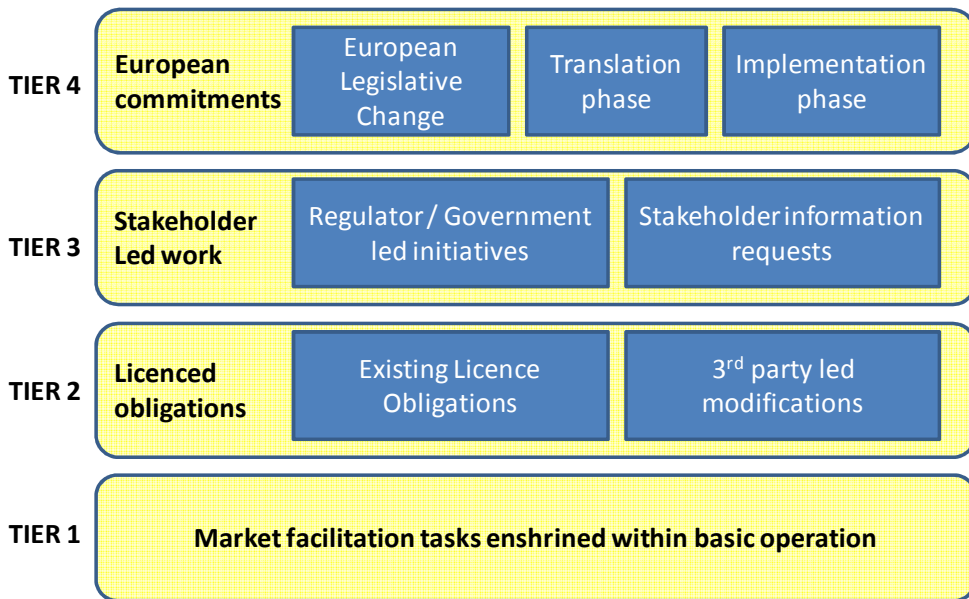 TIER 4
European
commitments
European
Legislative
Change
Translation
phase
Implementation
phase
TIER 3
Stakeholder
Led work
Regulator / Government
led initiatives
Stakeholder information
requests
TIER 2
Licenced
obligations
Existing Licence
Obligations
3rd party led
modifications
TIER 1
Market facilitation tasks enshrined within basic operation